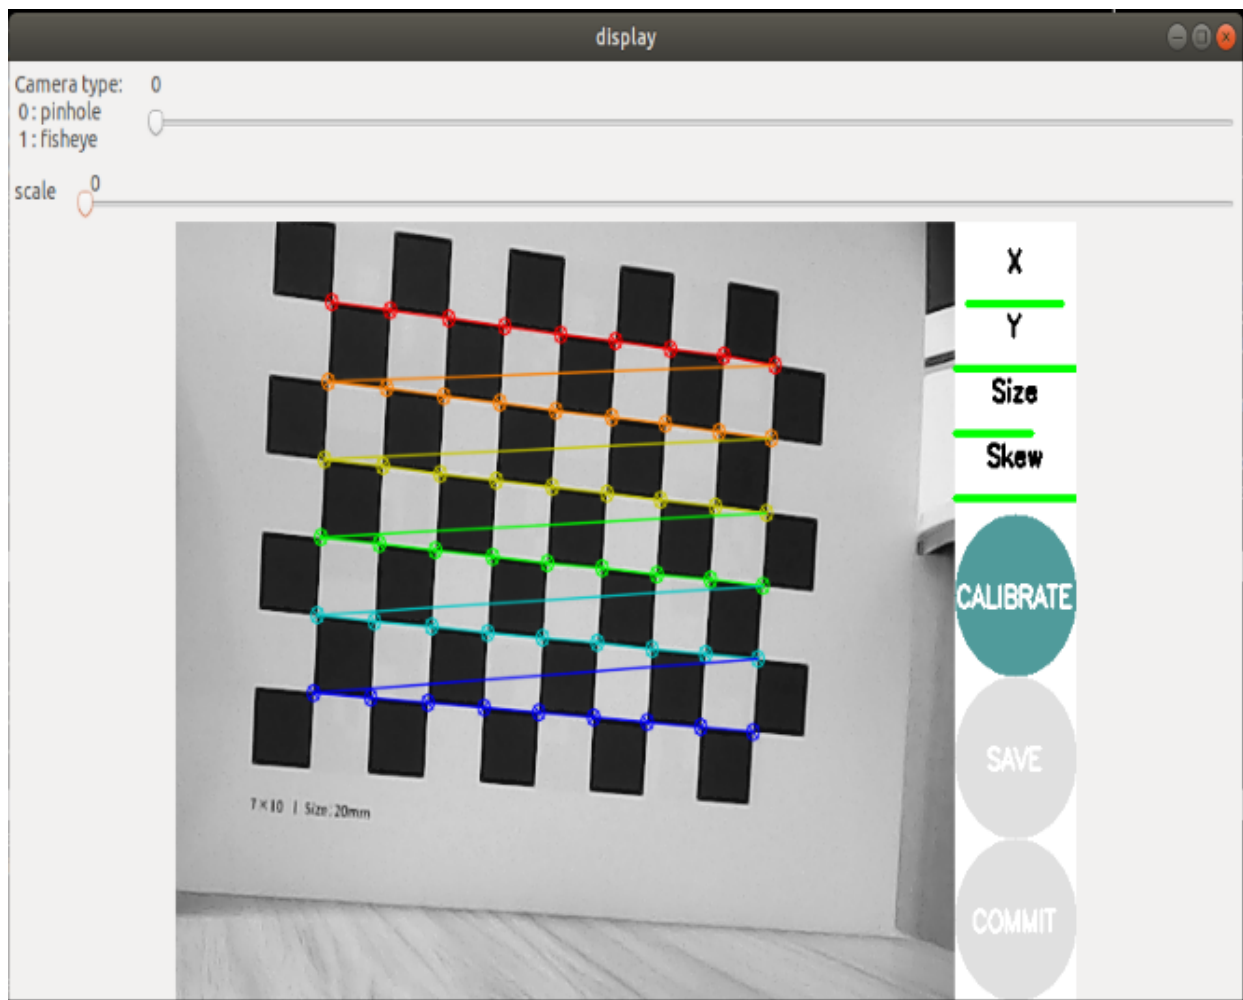 display
Camera type: 0
0 : pinhole
1 : fisheye
scale 0
X
Y
Size
Skew
CALIBRATE
SAVE
COMMIT
7×10 | Size: 20mm